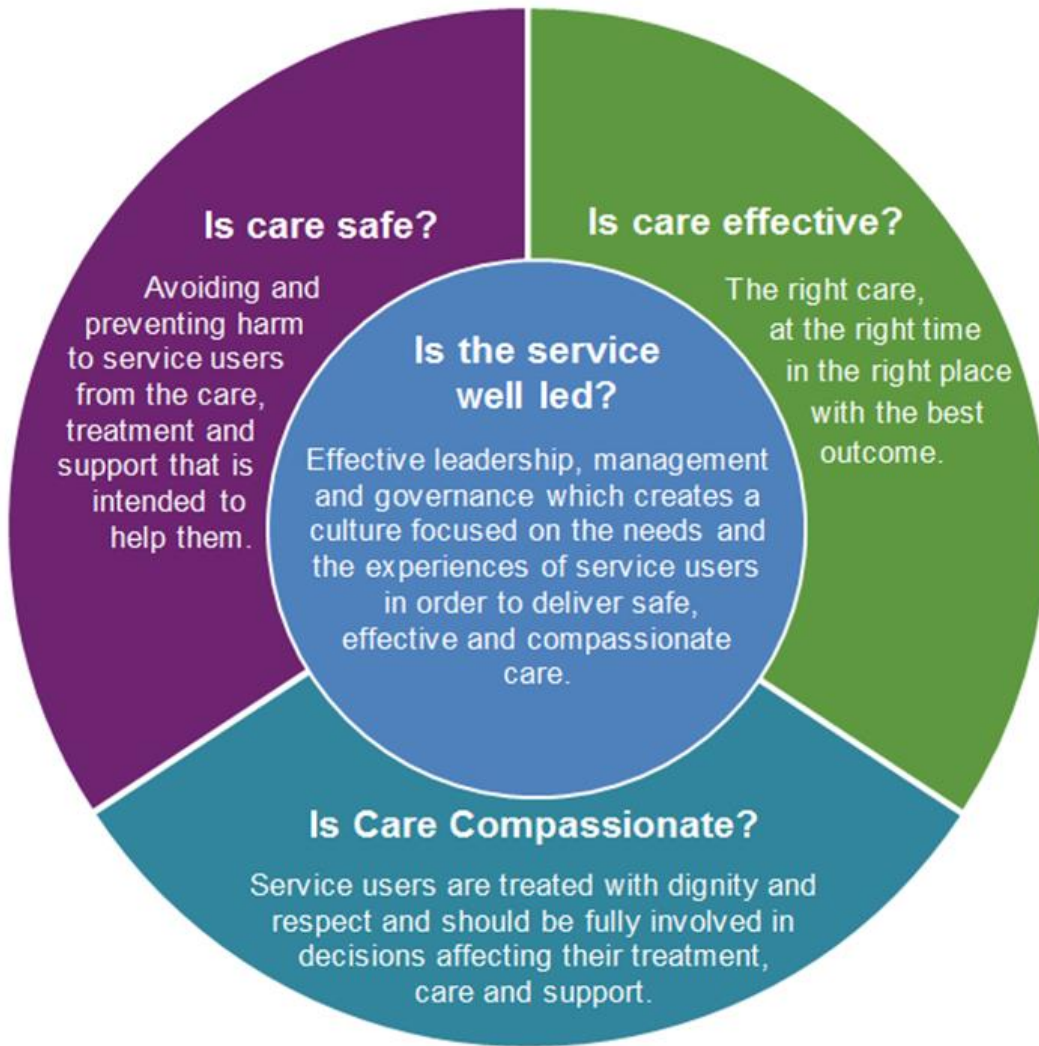 Is care safe?
Avoiding and
preventing harm
to service users
from the care,
treatment and
support that is
intended to
help them.
Is care effective?
The right care,
at the right time
in the right place
with the best
outcome.
Is the service
well led?
Effective leadership, management
and governance which creates a
culture focused on the needs and
the experiences of service users
in order to deliver safe,
effective and compassionate
care.
Is Care Compassionate?
Service users are treated with dignity and
respect and should be fully involved in
decisions affecting their treatment,
care and support.